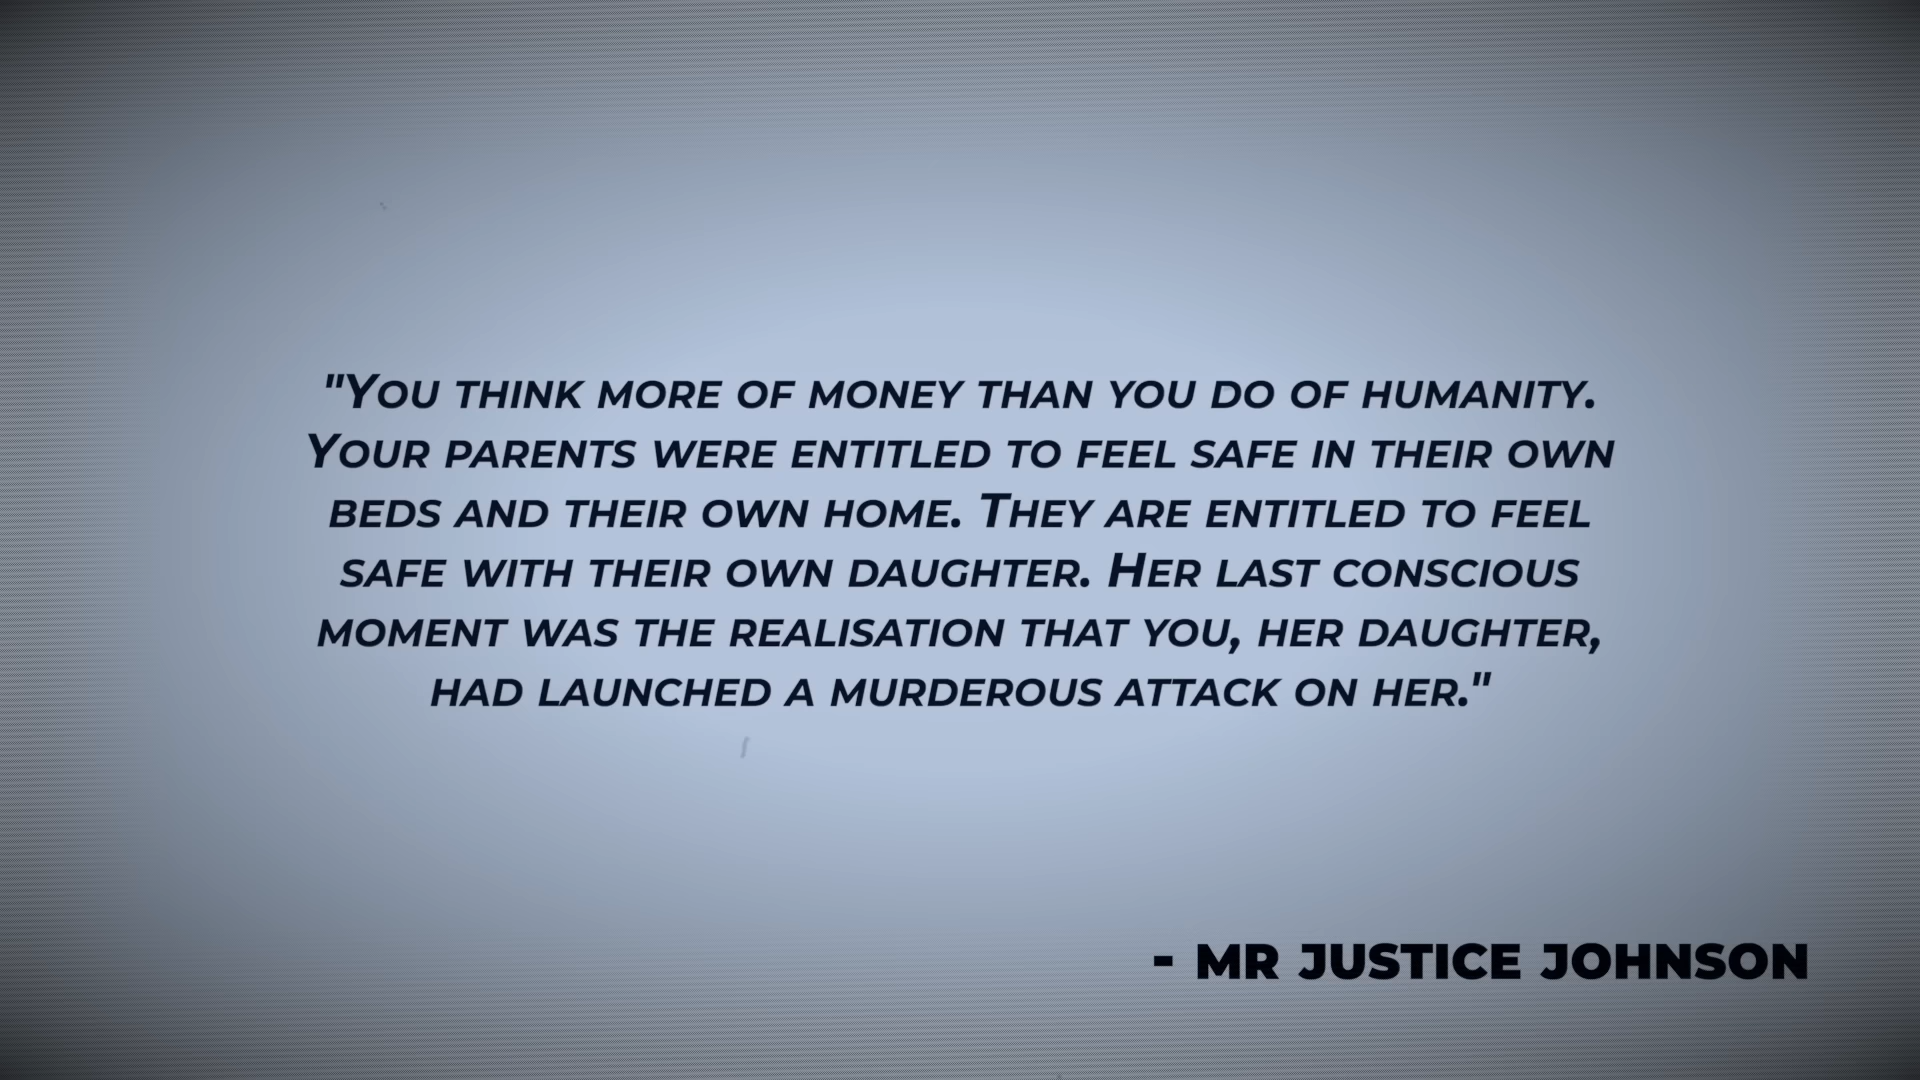 "You think more of money than you do of humanity.
Your parents were entitled to feel safe in their own
beds and their own home. They are entitled to feel
safe with their own daughter. Her last conscious
moment was the realisation that you, her daughter,
had launched a murderous attack on her."
- MR JUSTICE JOHNSON